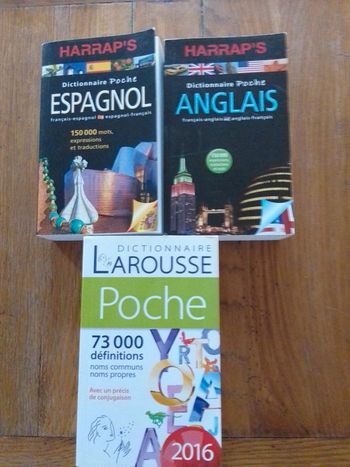 HARRAP'S
Dictionnaire Poche
ESPAGNOL
français-espagnol espagnol-français
150 000 mots,
expressions
et traductions
HARRAP'S
Dictionnaire Poche
ANGLAIS
français-anglais anglais-français
DICTIONNAIRE
LAROUSSE
Poche
73 000
définitions
noms communs
noms propres
Avec un précis
de conjugaison
2016